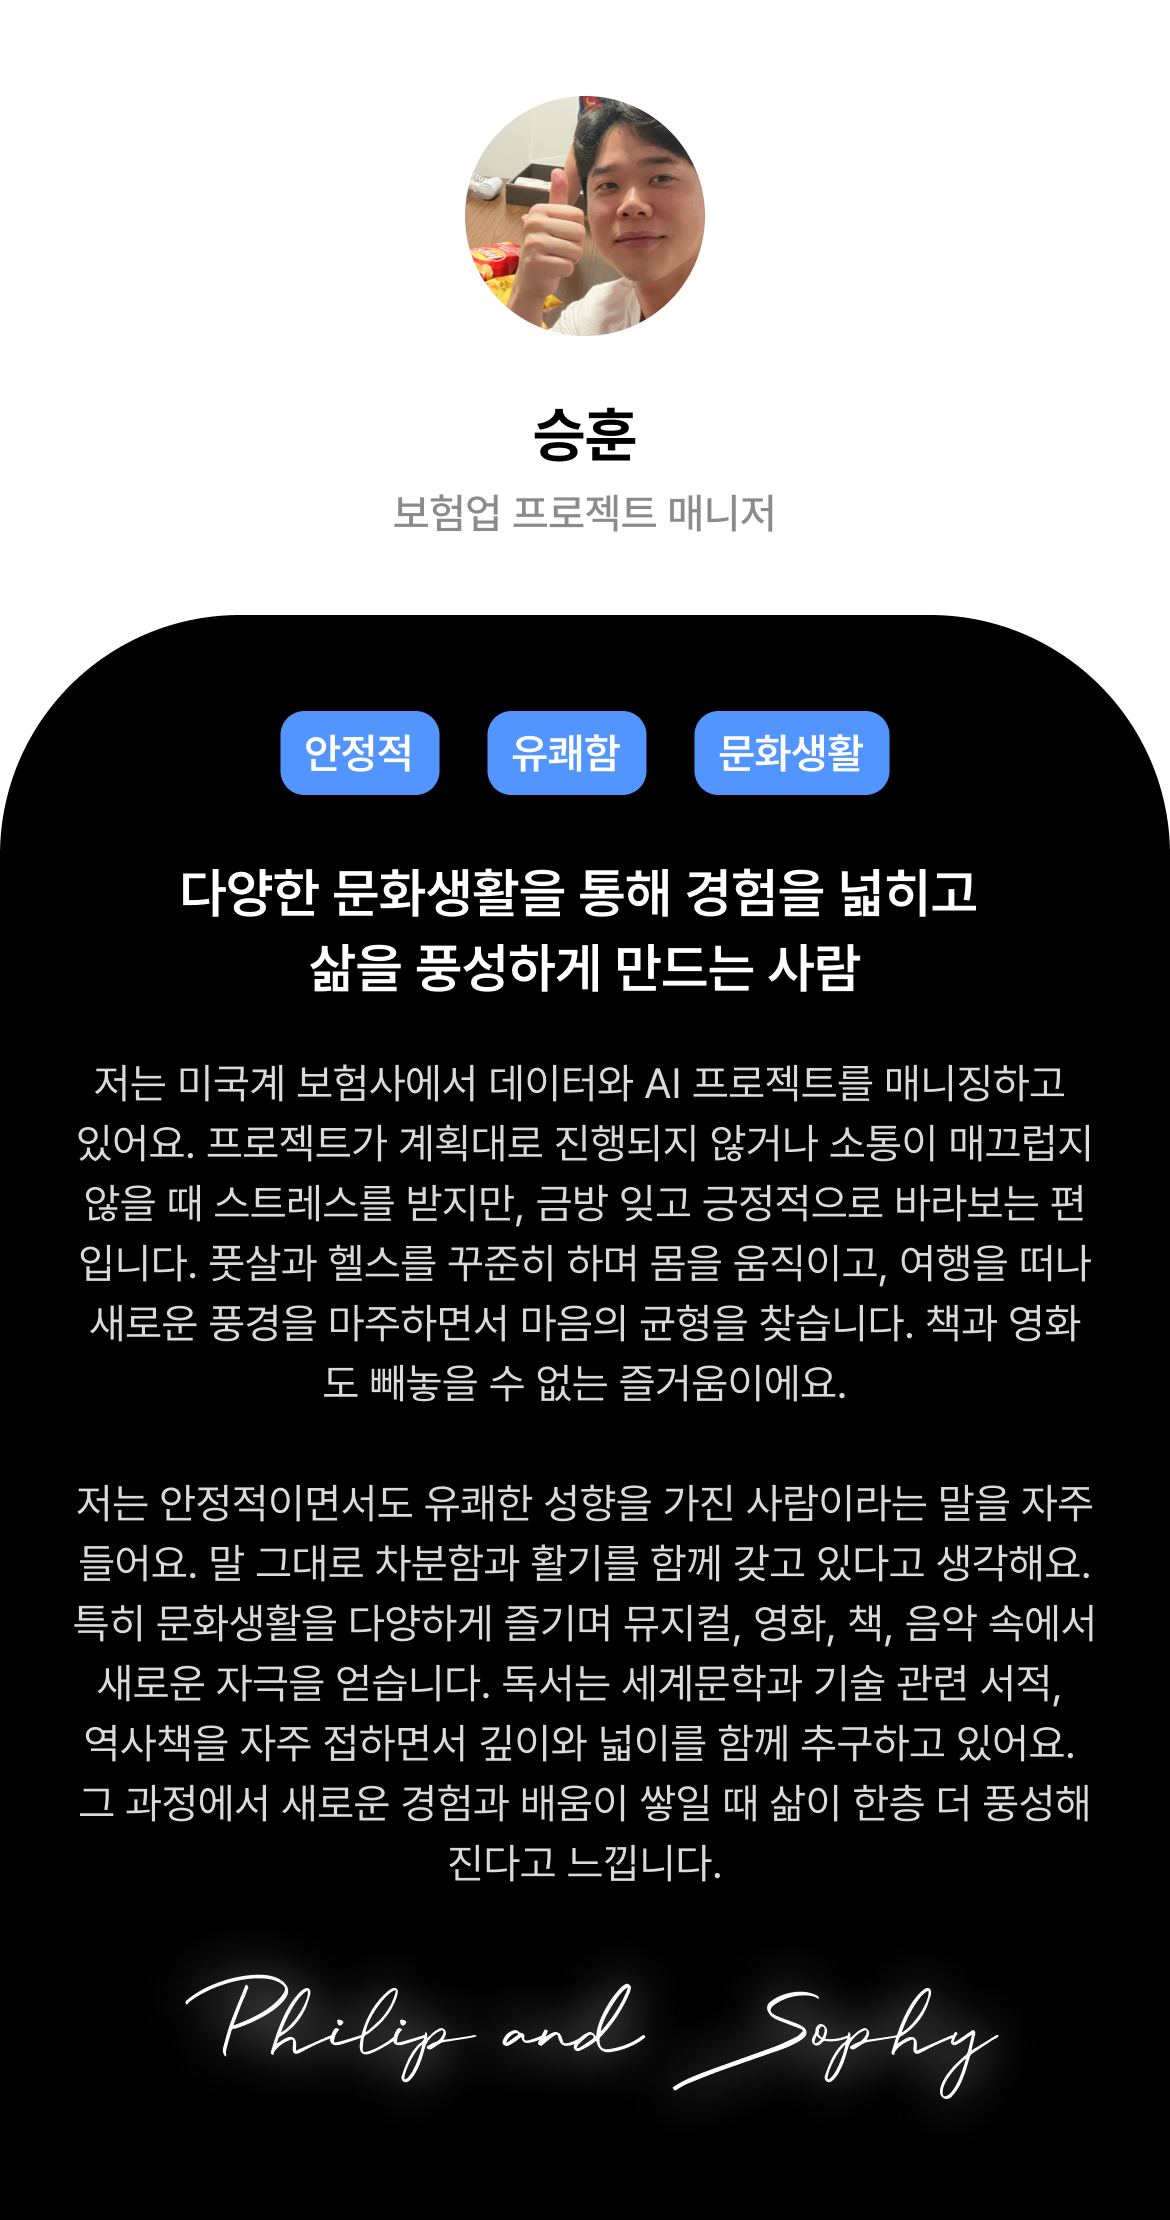 승훈
보험업 프로젝트 매니저
안정적 유쾌함 문화생활
다양한 문화생활을 통해 경험을 넓히고
삶을 풍성하게 만드는 사람
저는 미국계 보험사에서 데이터와 AI 프로젝트를 매니징하고
있어요. 프로젝트가 계획대로 진행되지 않거나 소통이 매끄럽지
않을 때 스트레스를 받지만, 금방 잊고 긍정적으로 바라보는 편
입니다. 풋살과 헬스를 꾸준히 하며 몸을 움직이고, 여행을 떠나
새로운 풍경을 마주하면서 마음의 균형을 찾습니다. 책과 영화
도 빼놓을 수 없는 즐거움이에요.
저는 안정적이면서도 유쾌한 성향을 가진 사람이라는 말을 자주
들어요. 말 그대로 차분함과 활기를 함께 갖고 있다고 생각해요.
특히 문화생활을 다양하게 즐기며 뮤지컬, 영화, 책, 음악 속에서
새로운 자극을 얻습니다. 독서는 세계문학과 기술 관련 서적,
역사책을 자주 접하면서 깊이와 넓이를 함께 추구하고 있어요.
그 과정에서 새로운 경험과 배움이 쌓일 때 삶이 한층 더 풍성해
진다고 느낍니다.
Philip and Sophy